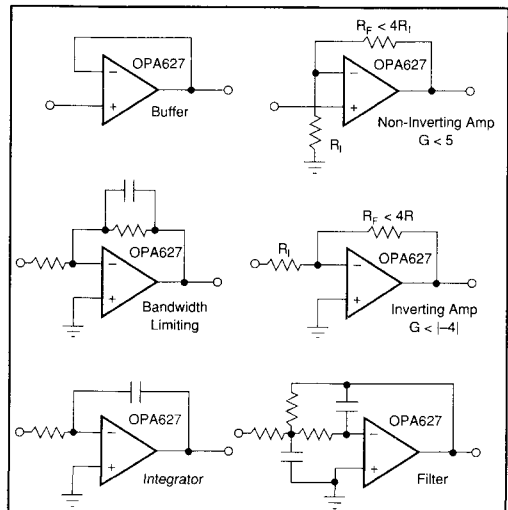 OPA627
−
+
Buffer
R_F < 4R_I
OPA627
−
+
R_I
Non-Inverting Amp
G < 5
OPA627
−
+
Bandwidth
Limiting
R_F < 4R
R_I
OPA627
−
+
Inverting Amp
G < |−4|
OPA627
−
+
Integrator
OPA627
−
+
Filter